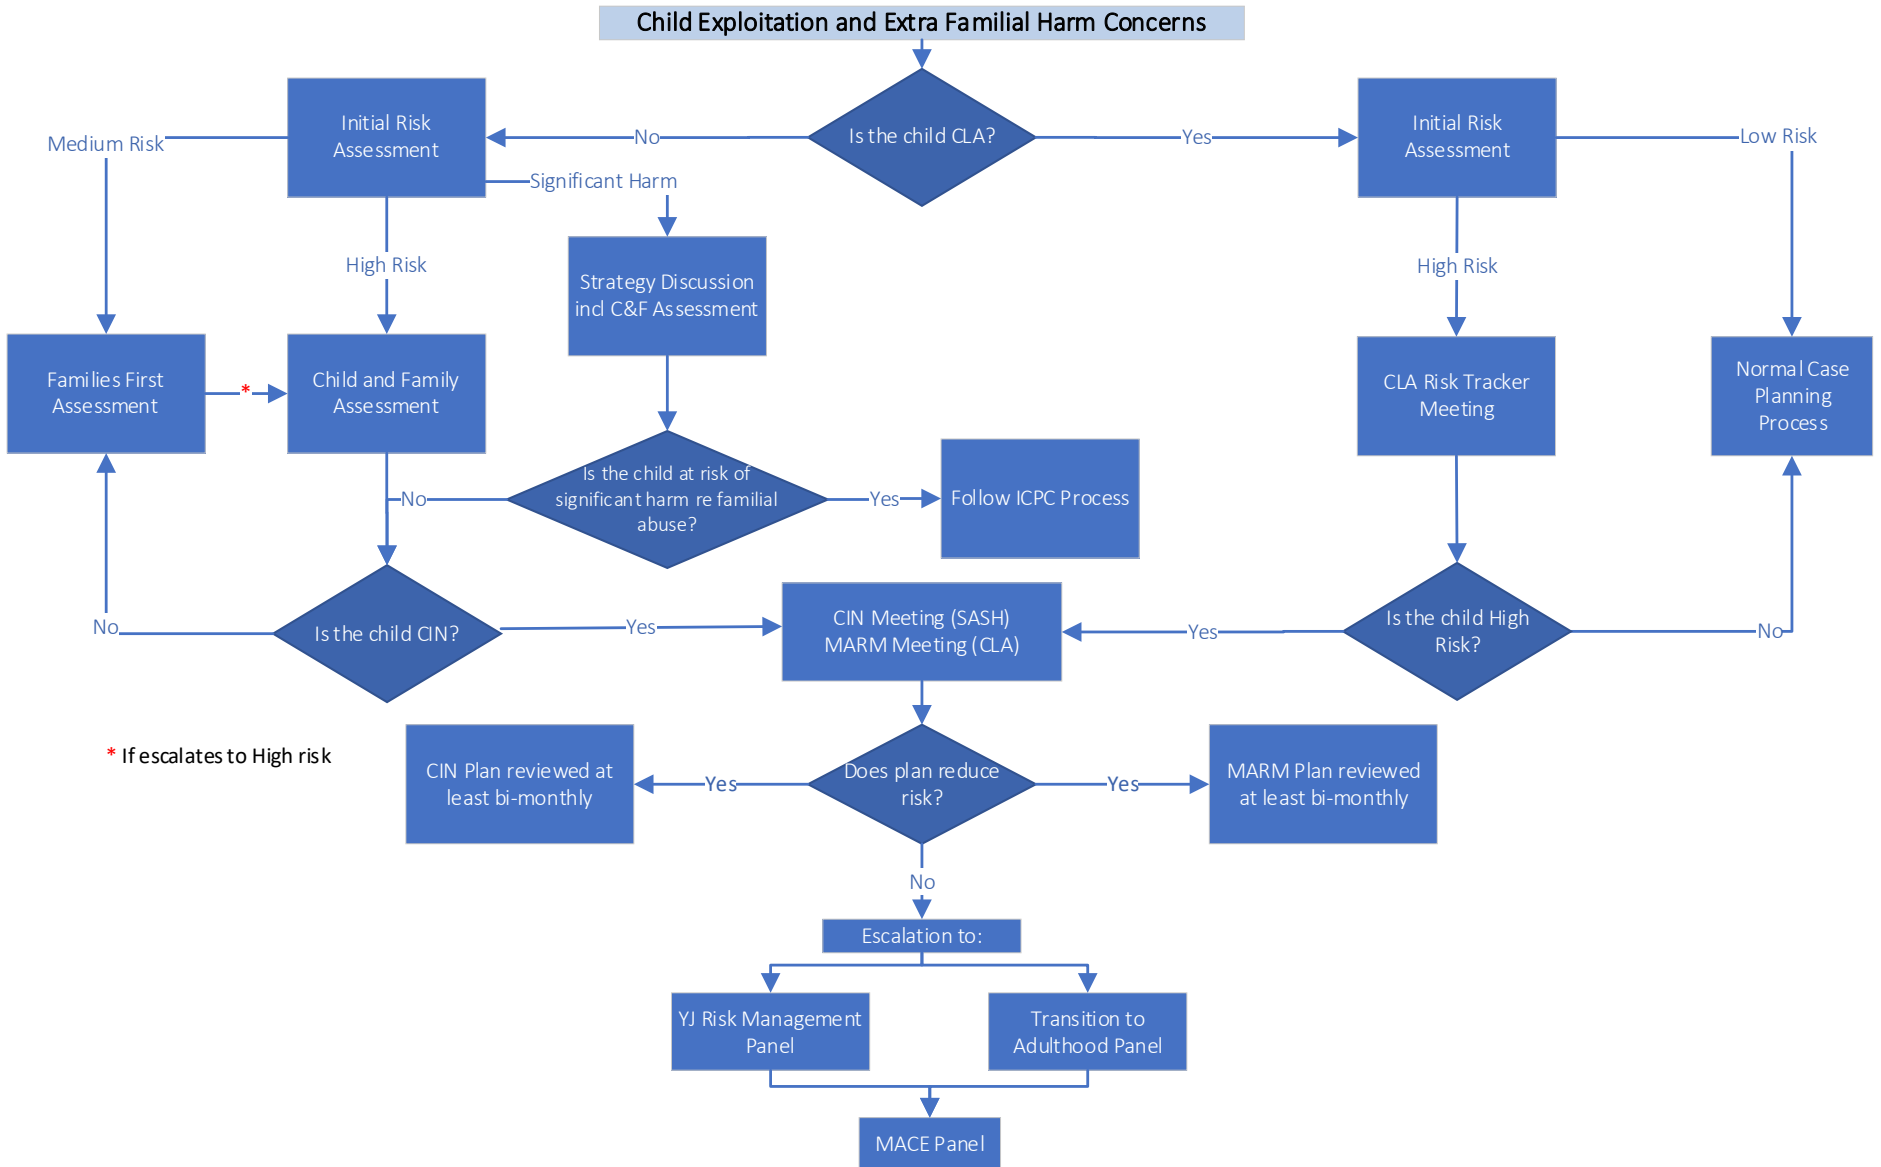 Child Exploitation and Extra Familial Harm Concerns
Is the child CLA?
No
Yes
Initial Risk
Assessment
Medium Risk
High Risk
Significant Harm
Initial Risk
Assessment
Low Risk
High Risk
Strategy Discussion
incl C&F Assessment
Families First
Assessment
*
Child and Family
Assessment
CLA Risk Tracker
Meeting
Normal Case
Planning
Process
Is the child at risk of
significant harm re familial
abuse?
No
Yes
Follow ICPC Process
Is the child CIN?
No
Yes
CIN Meeting (SASH)
MARM Meeting (CLA)
Yes
Is the child High
Risk?
No
* If escalates to High risk
CIN Plan reviewed at
least bi-monthly
Yes
Does plan reduce
risk?
Yes
MARM Plan reviewed
at least bi-monthly
No
Escalation to:
YJ Risk Management
Panel
Transition to
Adulthood Panel
MACE Panel